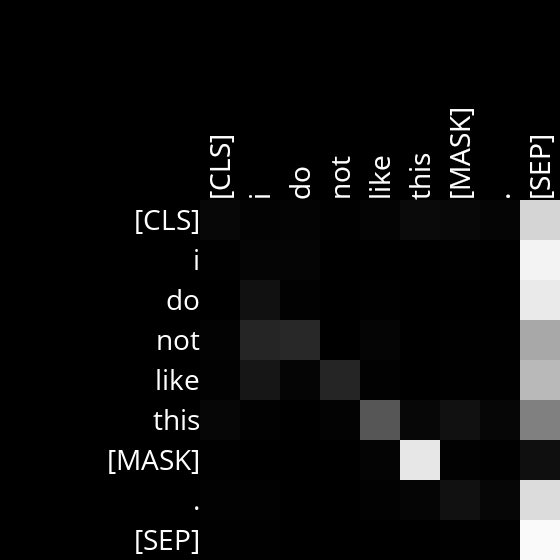 [CLS] i do not like this [MASK] . [SEP]
[CLS]
i
do
not
like
this
[MASK]
.
[SEP]